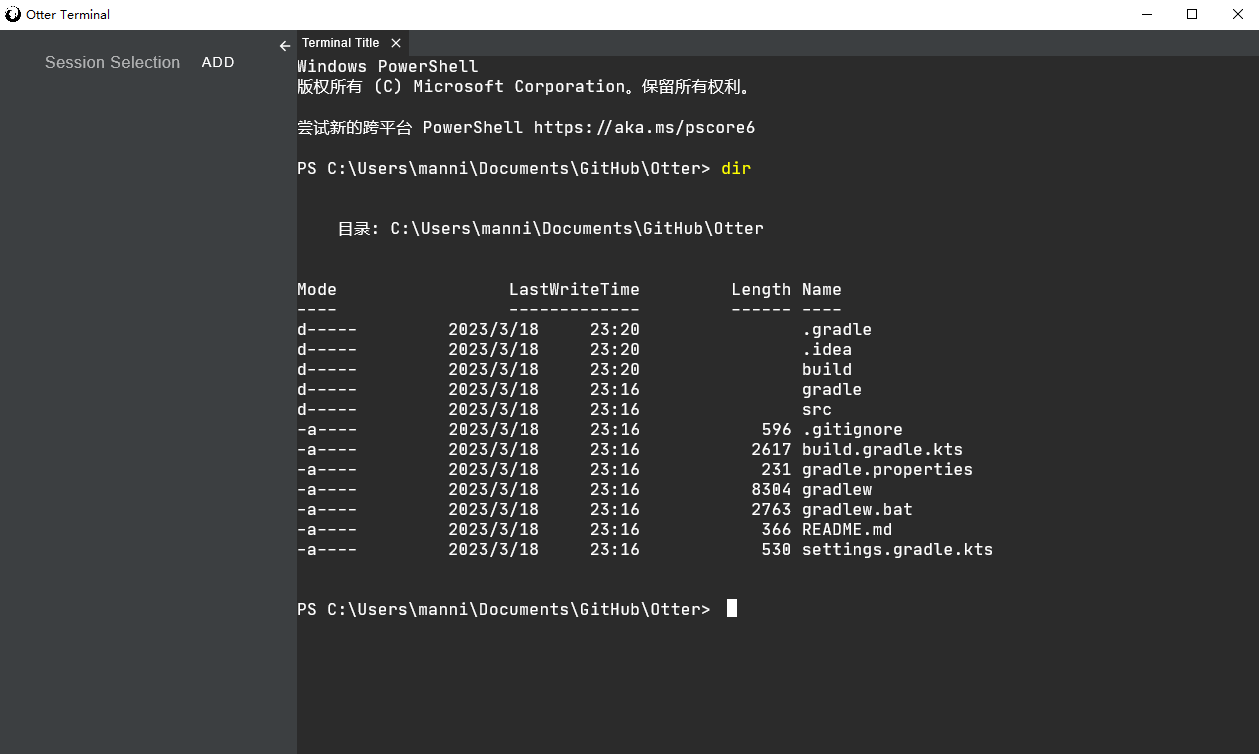 Otter Terminal
Session Selection ADD
Terminal Title
Windows PowerShell
版权所有 (C) Microsoft Corporation。保留所有权利。
尝试新的跨平台 PowerShell https://aka.ms/pscore6
PS C:\Users\manni\Documents\GitHub\Otter> dir
目录: C:\Users\manni\Documents\GitHub\Otter
Mode LastWriteTime Length Name
---- ------------- ------ ----
d----- 2023/3/18 23:20 .gradle
d----- 2023/3/18 23:20 .idea
d----- 2023/3/18 23:20 build
d----- 2023/3/18 23:16 gradle
d----- 2023/3/18 23:16 src
-a---- 2023/3/18 23:16 596 .gitignore
-a---- 2023/3/18 23:16 2617 build.gradle.kts
-a---- 2023/3/18 23:16 231 gradle.properties
-a---- 2023/3/18 23:16 8304 gradlew
-a---- 2023/3/18 23:16 2763 gradlew.bat
-a---- 2023/3/18 23:16 366 README.md
-a---- 2023/3/18 23:16 530 settings.gradle.kts
PS C:\Users\manni\Documents\GitHub\Otter>